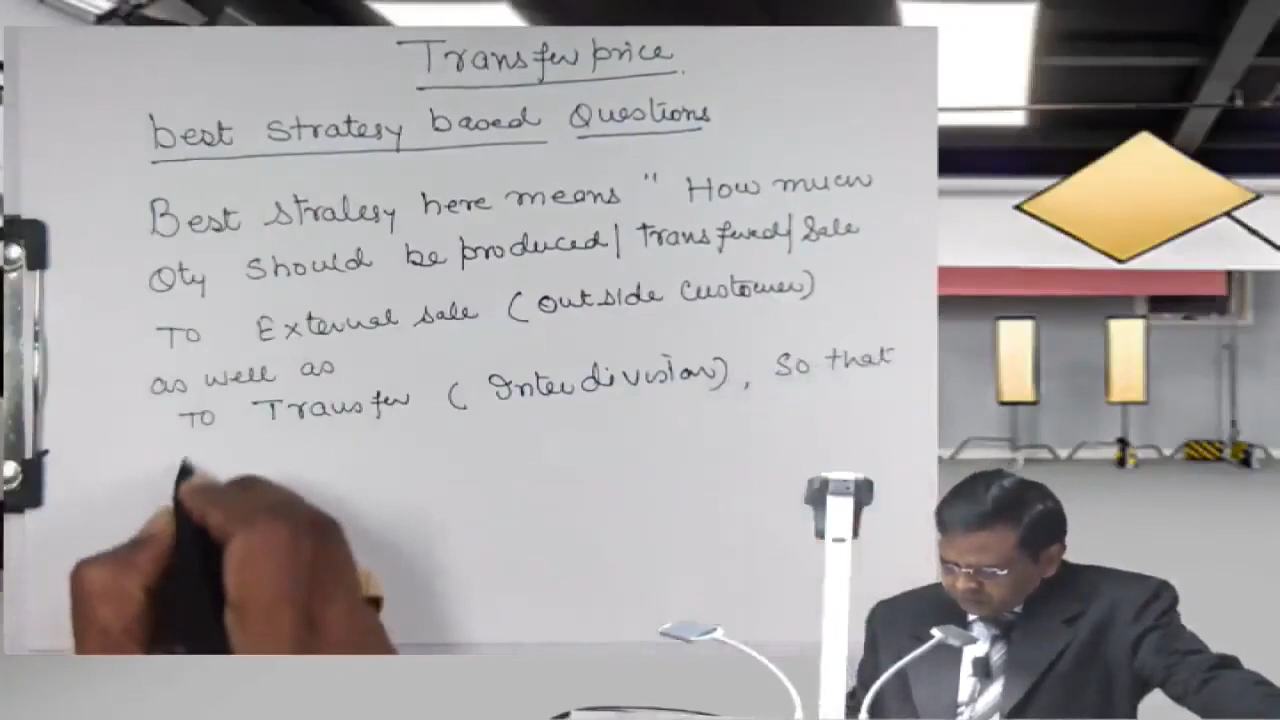 Transfer price
best strategy based Questions
Best strategy here means " How much
Qty should be produced/ transfered/ sale
To External sale (outside customer)
as well as
To Transfer (Interdivision), so that